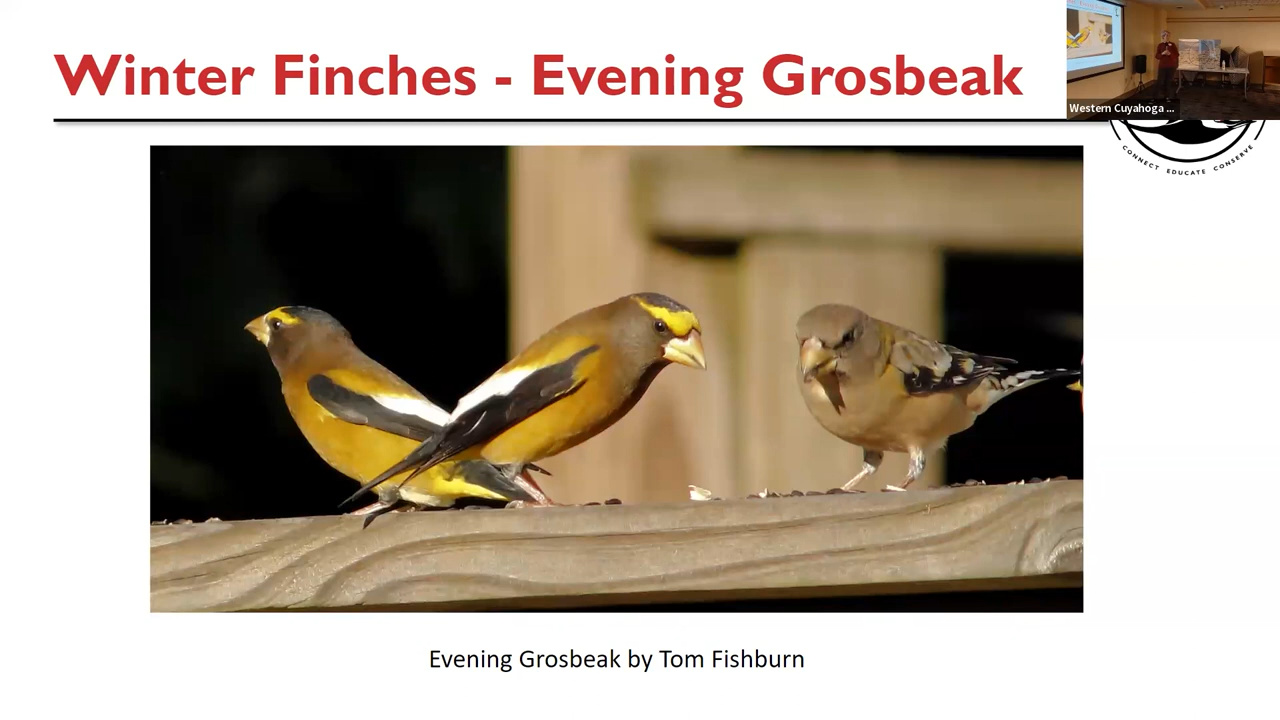 Winter Finches - Evening Grosbeak
Western Cuyahoga ...
CONNECT EDUCATE CONSERVE
Evening Grosbeak by Tom Fishburn